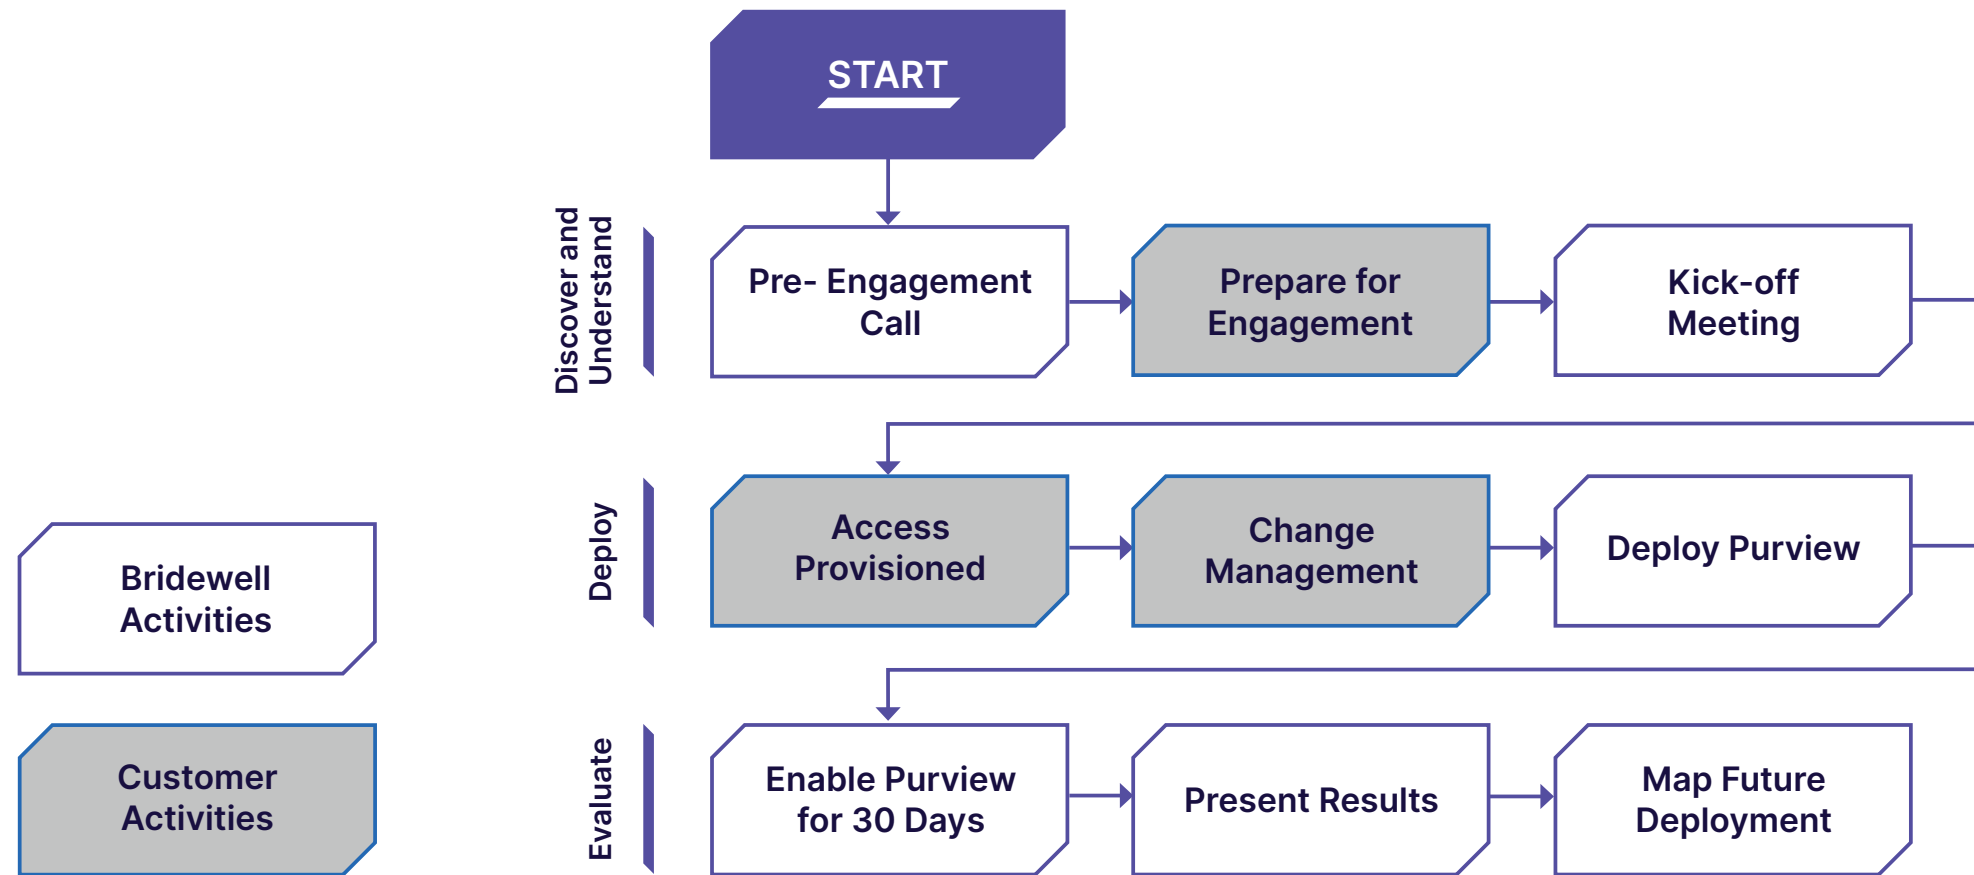 START
Discover and
Understand
Pre- Engagement
Call
Prepare for
Engagement
Kick-off
Meeting
Deploy
Access
Provisioned
Change
Management
Deploy Purview
Bridewell
Activities
Evaluate
Enable Purview
for 30 Days
Present Results
Map Future
Deployment
Customer
Activities